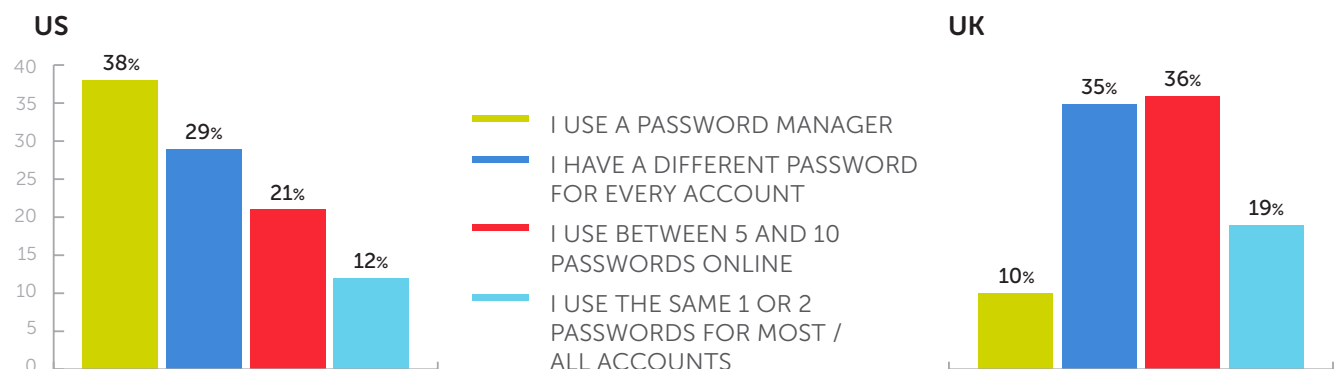 US
40
35
30
25
20
15
10
5
0
38%
29%
21%
12%
I USE A PASSWORD MANAGER
I HAVE A DIFFERENT PASSWORD
FOR EVERY ACCOUNT
I USE BETWEEN 5 AND 10
PASSWORDS ONLINE
I USE THE SAME 1 OR 2
PASSWORDS FOR MOST /
ALL ACCOUNTS
UK
10%
35%
36%
19%